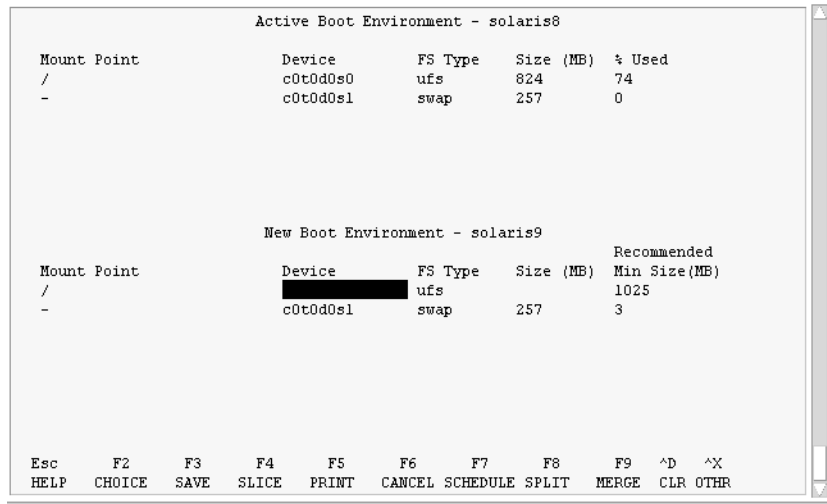 Active Boot Environment - solaris8
Mount Point Device FS Type Size (MB) % Used
/ c0t0d0s0 ufs 824 74
- c0t0d0s1 swap 257 0
New Boot Environment - solaris9
Recommended
Mount Point Device FS Type Size (MB) Min Size(MB)
/ ufs 1025
- c0t0d0s1 swap 257 3
Esc F2 F3 F4 F5 F6 F7 F8 F9 ^D ^X
HELP CHOICE SAVE SLICE PRINT CANCEL SCHEDULE SPLIT MERGE CLR OTHR